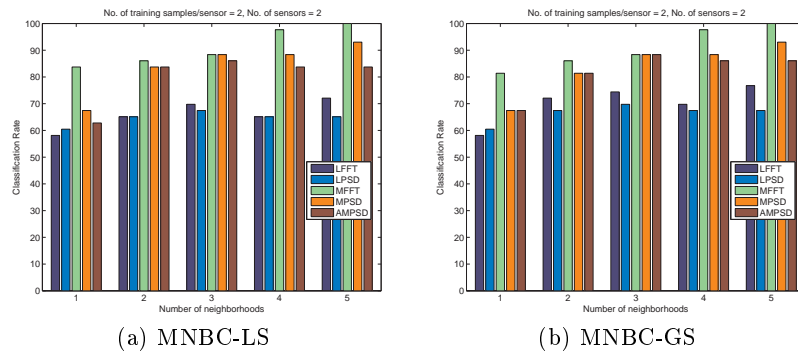 No. of training samples/sensor = 2, No. of sensors = 2
Classification Rate
100
90
80
70
60
50
40
30
20
10
0
LFFT
LPSD
MFFT
MPSD
AMPSD
1 2 3 4 5
Number of neighborhoods
(a) MNBC-LS
No. of training samples/sensor = 2, No. of sensors = 2
Classification Rate
100
90
80
70
60
50
40
30
20
10
0
LFFT
LPSD
MFFT
MPSD
AMPSD
1 2 3 4 5
Number of neighborhoods
(b) MNBC-GS